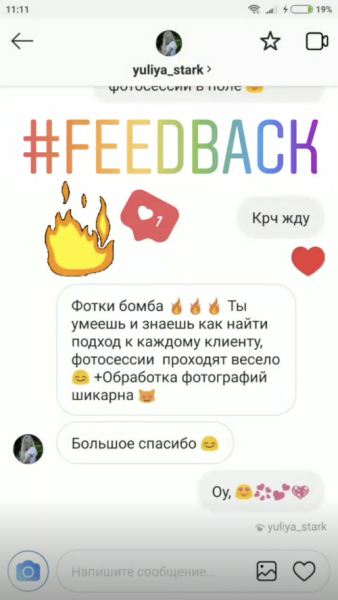 11:11
19%
yuliya_stark >
фотосессии в поле
#FEEDBACK
1
Крч жду
Фотки бомба 🔥🔥🔥 Ты
умеешь и знаешь как найти
подход к каждому клиенту,
фотосессии проходят весело
😊 +Обработка фотографий
шикарна 😻
Большое спасибо 😊
Оу, 😍💞💕💖
yuliya_stark
Напишите сообщение...